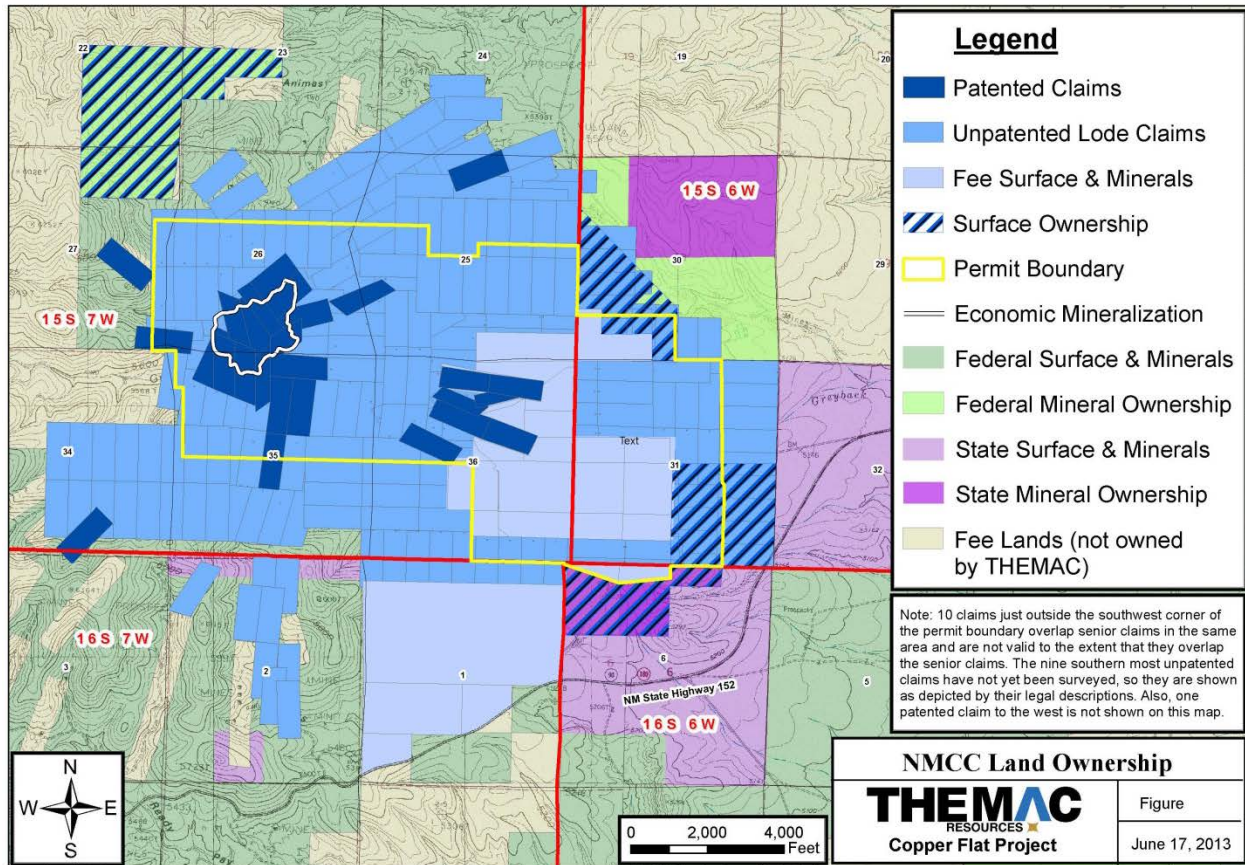 Legend
Patented Claims
Unpatented Lode Claims
Fee Surface & Minerals
Surface Ownership
Permit Boundary
Economic Mineralization
Federal Surface & Minerals
Federal Mineral Ownership
State Surface & Minerals
State Mineral Ownership
Fee Lands (not owned
by THEMAC)
Note: 10 claims just outside the southwest corner of
the permit boundary overlap senior claims in the same
area and are not valid to the extent that they overlap
the senior claims. The nine southern most unpatented
claims have not yet been surveyed, so they are shown
as depicted by their legal descriptions. Also, one
patented claim to the west is not shown on this map.
NMCC Land Ownership
THEMAC
RESOURCES
Copper Flat Project
Figure
June 17, 2013
22
23
24
19
20
Animas
15S 6W
27
26
25
30
29
15S 7W
Greyback
Text
34
35
36
31
32
16S 7W
3
2
1
6
5
NM State Highway 152
16S 6W
N
W E
S
0 2,000 4,000
Feet